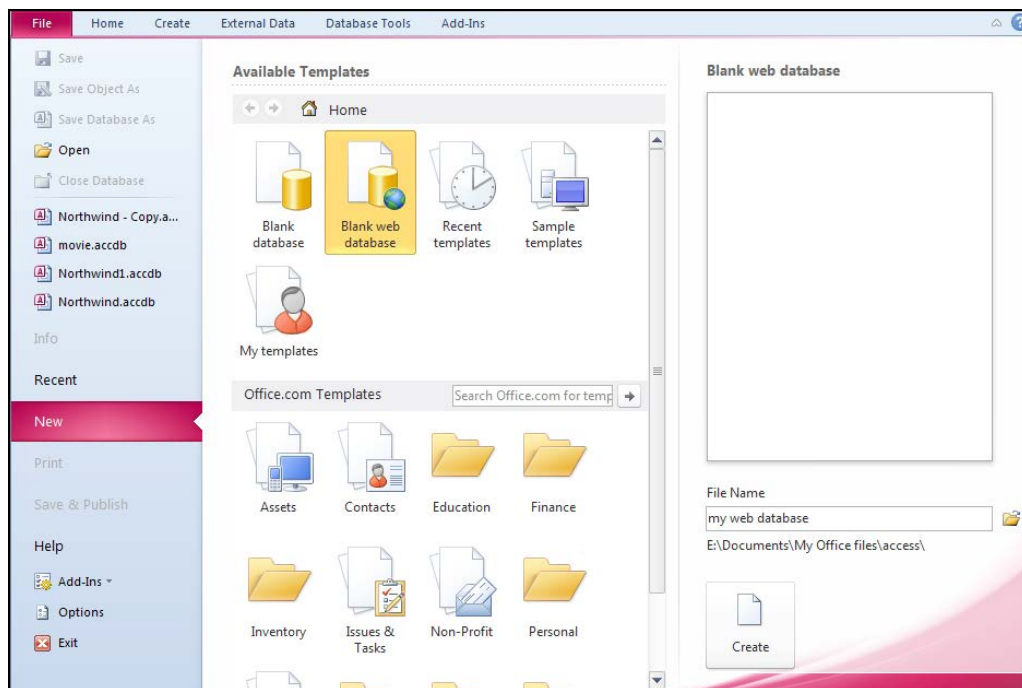 File Home Create External Data Database Tools Add-Ins
Save
Save Object As
Save Database As
Open
Close Database
Northwind - Copy.a...
movie.accdb
Northwind1.accdb
Northwind.accdb
Info
Recent
New
Print
Save & Publish
Help
Add-Ins
Options
Exit
Available Templates
Home
Blank
database
Blank web
database
Recent
templates
Sample
templates
My templates
Office.com Templates
Search Office.com for temp
Assets
Contacts
Education
Finance
Inventory
Issues &
Tasks
Non-Profit
Personal
Blank web database
File Name
my web database
E:\Documents\My Office files\access\
Create